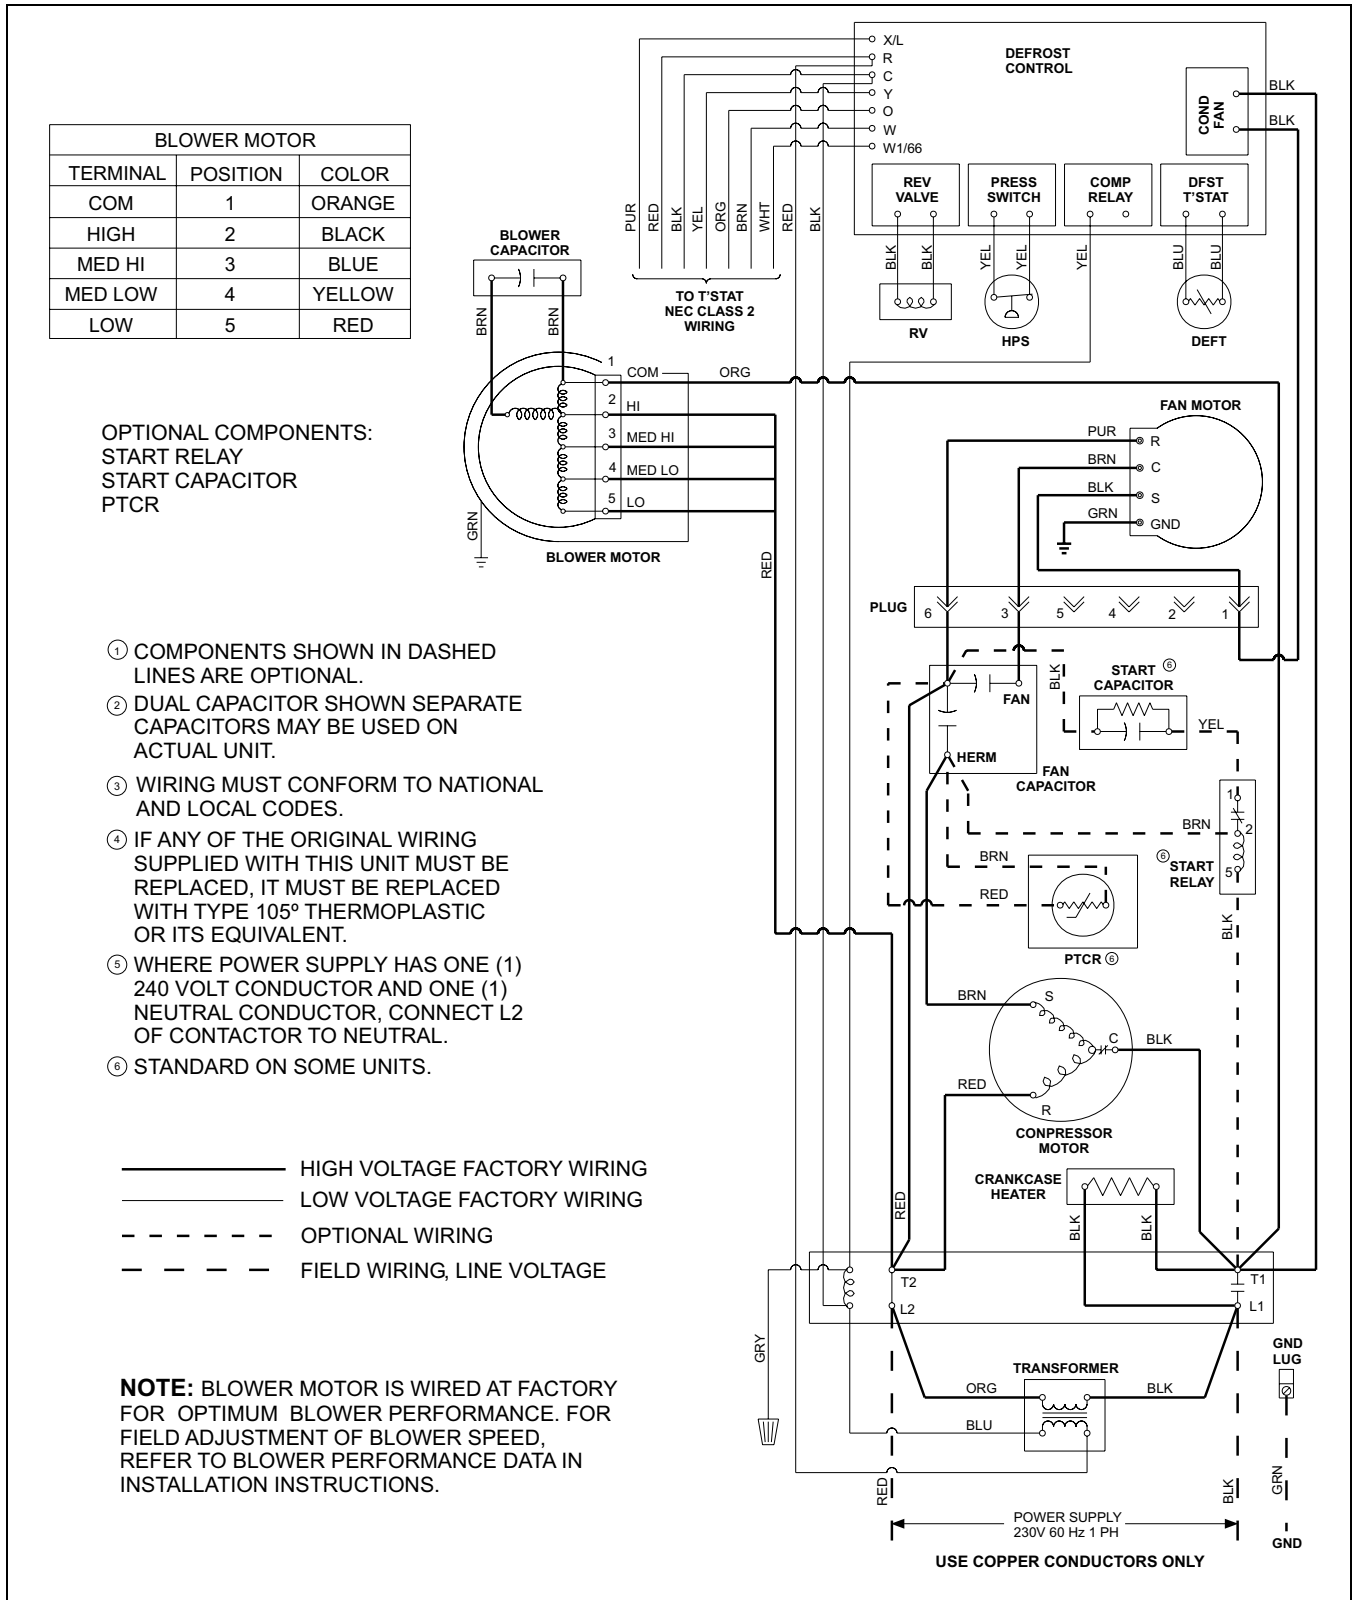 X/L
R
C
Y
O
W
W1/66
DEFROST
CONTROL
COND
FAN
BLK
BLK
REV
VALVE
PRESS
SWITCH
COMP
RELAY
DFST
T'STAT
BLOWER MOTOR
TERMINAL POSITION COLOR
COM 1 ORANGE
HIGH 2 BLACK
MED HI 3 BLUE
MED LOW 4 YELLOW
LOW 5 RED
PUR
RED
BLK
YEL
ORG
BRN
WHT
RED
BLK
BLK
BLK
YEL
YEL
YEL
BLU
BLU
RV
HPS
DEFT
TO T'STAT
NEC CLASS 2
WIRING
BLOWER
CAPACITOR
BRN
BRN
1
COM
ORG
2
HI
3
MED HI
4
MED LO
5
LO
GRN
BLOWER MOTOR
RED
OPTIONAL COMPONENTS:
START RELAY
START CAPACITOR
PTCR
FAN MOTOR
PUR
R
BRN
C
BLK
S
GRN
GND
PLUG
6
3
5
4
2
1
1 COMPONENTS SHOWN IN DASHED
LINES ARE OPTIONAL.
2 DUAL CAPACITOR SHOWN SEPARATE
CAPACITORS MAY BE USED ON
ACTUAL UNIT.
3 WIRING MUST CONFORM TO NATIONAL
AND LOCAL CODES.
4 IF ANY OF THE ORIGINAL WIRING
SUPPLIED WITH THIS UNIT MUST BE
REPLACED, IT MUST BE REPLACED
WITH TYPE 105º THERMOPLASTIC
OR ITS EQUIVALENT.
5 WHERE POWER SUPPLY HAS ONE (1)
240 VOLT CONDUCTOR AND ONE (1)
NEUTRAL CONDUCTOR, CONNECT L2
OF CONTACTOR TO NEUTRAL.
6 STANDARD ON SOME UNITS.
FAN
HERM
FAN
CAPACITOR
BLK
START 6
CAPACITOR
YEL
1
2
5
BRN
6 START
RELAY
BLK
BRN
RED
PTCR 6
BRN
S
C
BLK
RED
R
CONPRESSOR
MOTOR
CRANKCASE
HEATER
BLK
BLK
RED
HIGH VOLTAGE FACTORY WIRING
LOW VOLTAGE FACTORY WIRING
OPTIONAL WIRING
FIELD WIRING, LINE VOLTAGE
T2
L2
T1
L1
GRY
TRANSFORMER
ORG
BLK
BLU
GND
LUG
RED
BLK
GRN
GND
POWER SUPPLY
230V 60 Hz 1 PH
USE COPPER CONDUCTORS ONLY
NOTE: BLOWER MOTOR IS WIRED AT FACTORY
FOR OPTIMUM BLOWER PERFORMANCE. FOR
FIELD ADJUSTMENT OF BLOWER SPEED,
REFER TO BLOWER PERFORMANCE DATA IN
INSTALLATION INSTRUCTIONS.